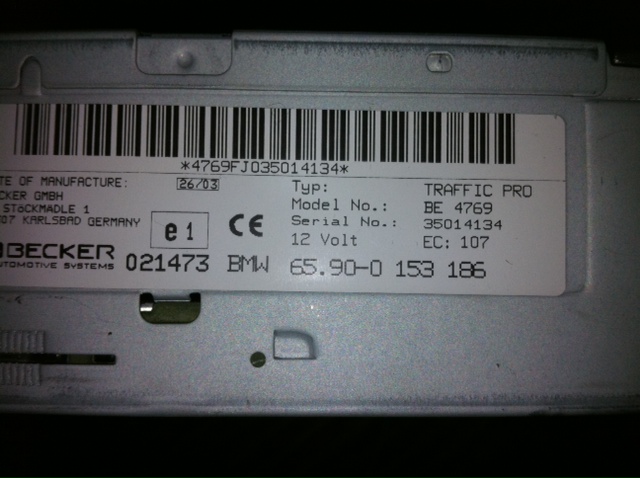 *4769FJ035014134*
TE OF MANUFACTURE: 26/03
CKER GMBH
STöCKMADLE 1
07 KARLSBAD GERMANY
e1 CE
BECKER
AUTOMOTIVE SYSTEMS
Typ: TRAFFIC PRO
Model No.: BE 4769
Serial No.: 35014134
12 Volt EC: 107
021473 BMW 65.90-0 153 186